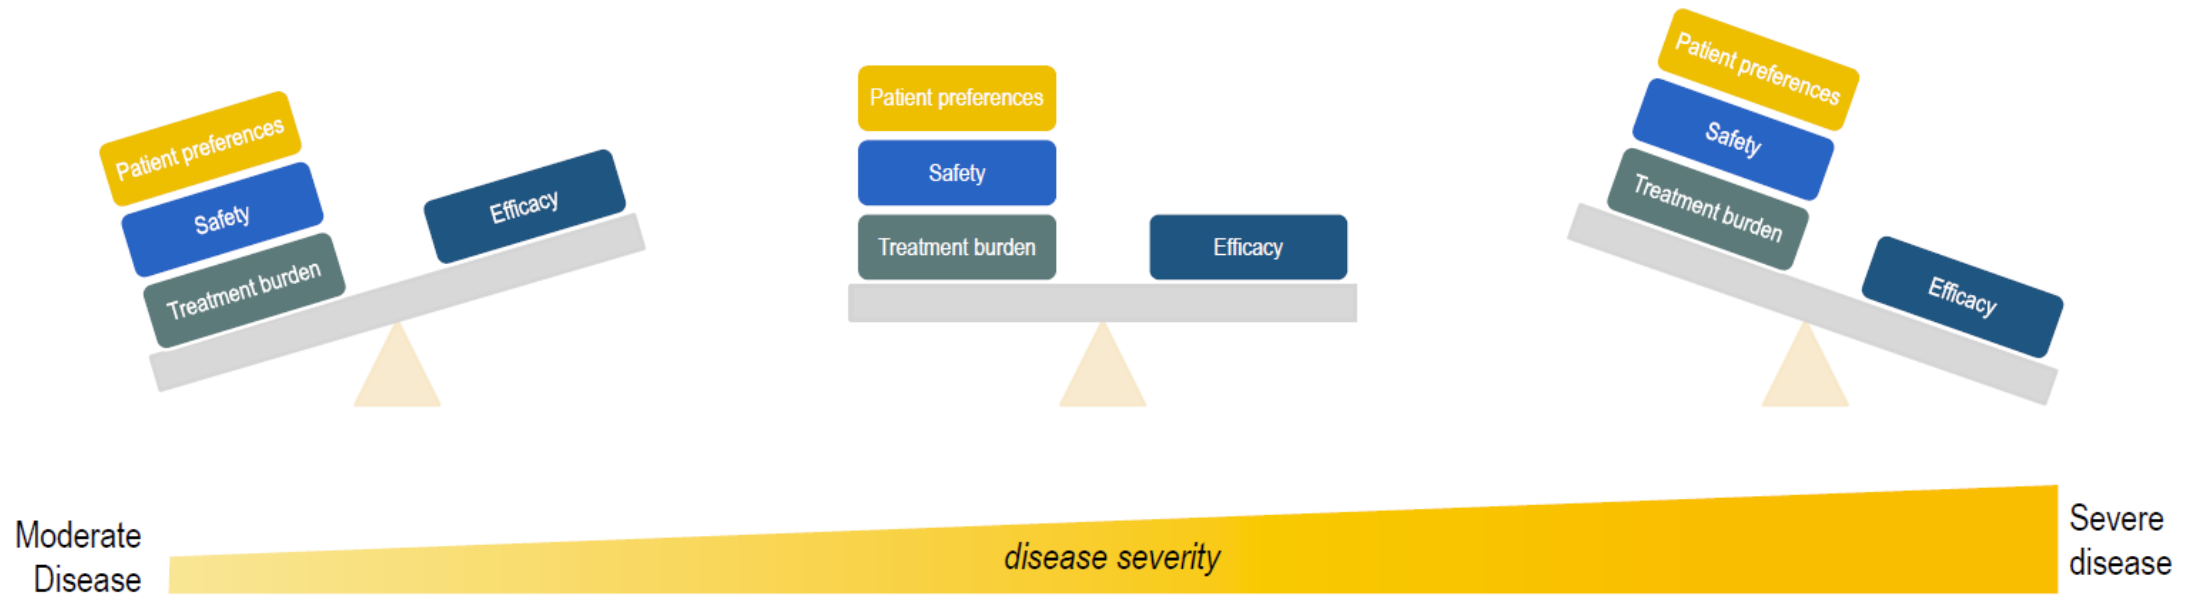 Patient preferences
Safety
Treatment burden
Efficacy
Patient preferences
Safety
Treatment burden
Efficacy
Patient preferences
Safety
Treatment burden
Efficacy
Moderate
Disease
disease severity
Severe
disease